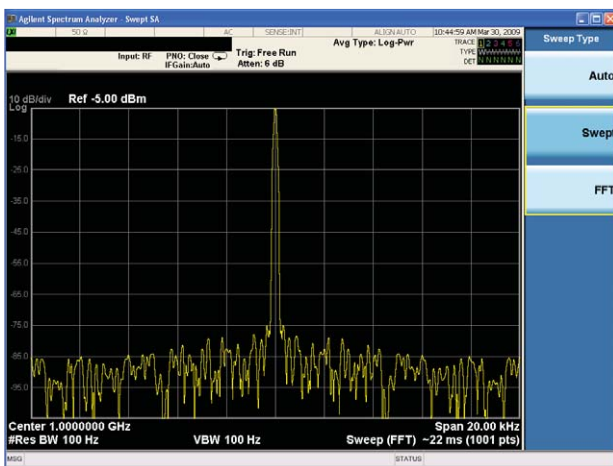 Agilent Spectrum Analyzer - Swept SA
50 Ω AC SENSE:INT ALIGN AUTO 10:44:59 AM Mar 30, 2009
Sweep Type
Avg Type: Log-Pwr
TRACE 1 2 3 4 5 6
Input: RF PNO: Close Trig: Free Run
TYPE
IFGain:Auto Atten: 6 dB
DET N N N N N N
Auto
10 dB/div Ref -5.00 dBm
Log
Swept
-15.0
-25.0
FFT
-35.0
-45.0
-55.0
-65.0
-75.0
-85.0
-95.0
Center 1.0000000 GHz Span 20.00 kHz
#Res BW 100 Hz VBW 100 Hz Sweep (FFT) ~22 ms (1001 pts)
MSG STATUS